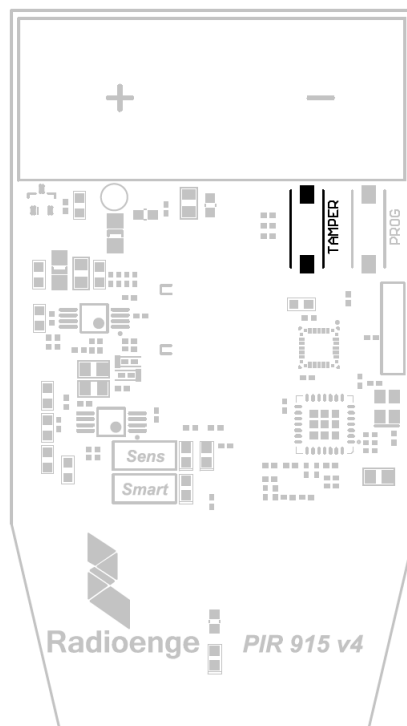 + −
TAMPER
PROG
Sens
Smart
Radioenge
PIR 915 v4